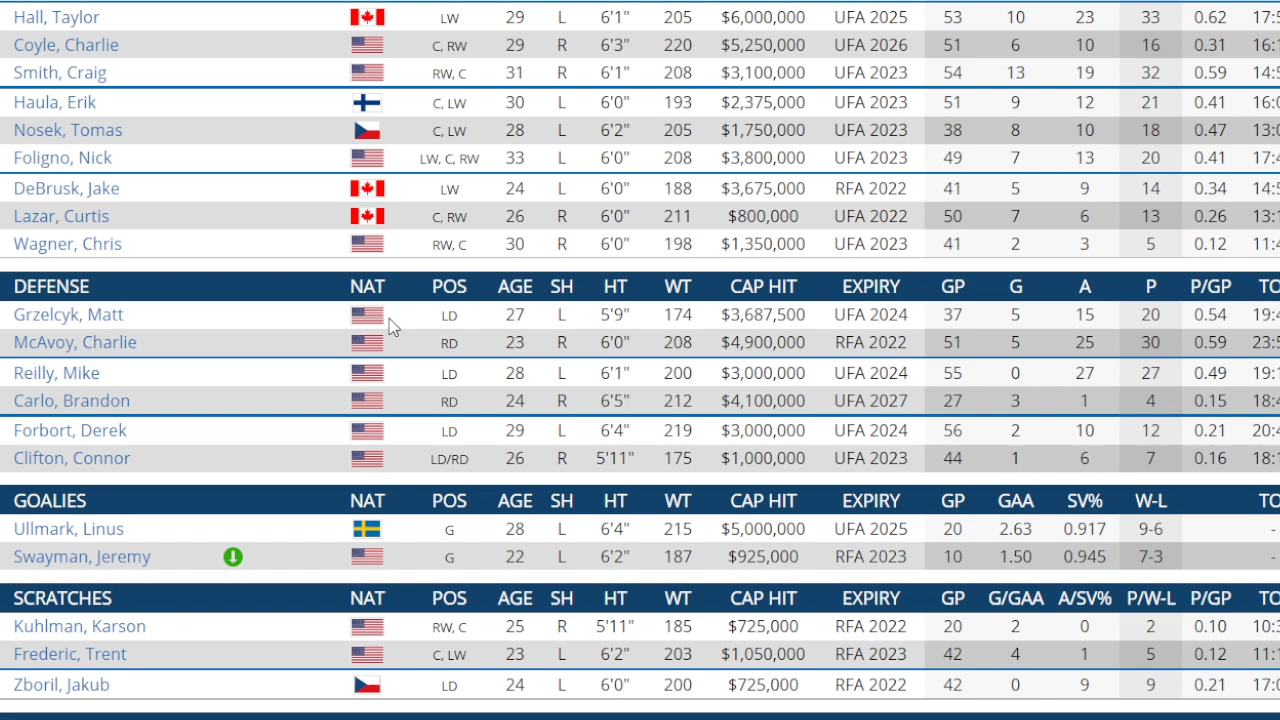 Hall, Taylor LW 29 L 6'1" 205 $6,000,000 UFA 2025 53 10 23 33 0.62
Coyle, Charlie C, RW 29 R 6'3" 220 $5,250,000 UFA 2026 51 6 10 16
Smith, Craig RW, C 31 R 6'1" 208 $3,100,000 UFA 2023 54 13 32
Haula, Erik C, LW 30 L 6'0" 193 $2,375,000 UFA 2023 51 9 21 0.41
Nosek, Tomas C, LW 28 L 6'2" 205 $1,750,000 UFA 2023 38 8 10 18 0.47
Foligno, Nick LW, C, RW 33 L 6'0" 208 $3,800,000 UFA 2023 49 7 20 0.41
DeBrusk, Jake LW 24 L 6'0" 188 $3,675,000 RFA 2022 41 5 9 14 0.34
Lazar, Curtis C, RW 26 R 6'0" 211 $800,000 UFA 2022 50 7 6 13 0.26
Wagner, RW, C 30 R 6'0" 198 $1,350,000 UFA 2023 41 2 5 0.12
DEFENSE NAT POS AGE SH HT WT CAP HIT EXPIRY GP G A P P/GP
Grzelcyk, Matt LD 27 L 5'9" 174 $3,687,500 UFA 2024 37 5 15 20 0.54
McAvoy, Charlie RD 23 R 6'0" 208 $4,900,000 RFA 2022 51 5 25 30 0.59
Reilly, Mike LD 28 L 6'1" 200 $3,000,000 UFA 2024 55 0 27 27 0.49
Carlo, Brandon RD 24 R 6'5" 212 $4,100,000 UFA 2027 27 3 4 0.15
Forbort, Derek LD 29 L 6'4" 219 $3,000,000 UFA 2024 56 2 10 12 0.21
Clifton, Connor LD/RD 26 R 5'11" 175 $1,000,000 UFA 2023 44 1 6 7 0.16
GOALIES NAT POS AGE SH HT WT CAP HIT EXPIRY GP GAA SV% W-L
Ullmark, Linus G 28 L 6'4" 215 $5,000,000 UFA 2025 20 2.63 0.917 9-6 -
Swayman, Jeremy G 22 L 6'2" 187 $925,000 RFA 2023 10 1.50 0.945 7-3
SCRATCHES NAT POS AGE SH HT WT CAP HIT EXPIRY GP G/GAA A/SV% P/W-L P/GP
Kuhlman, Karson RW, C 25 R 5'11" 185 $725,000 RFA 2022 20 2 0 2 0.10
Frederic, Trent C, LW 23 L 6'2" 203 $1,050,000 RFA 2023 42 4 5 0.12
Zboril, Jakub LD 24 L 6'0" 200 $725,000 RFA 2022 42 0 9 9 0.21